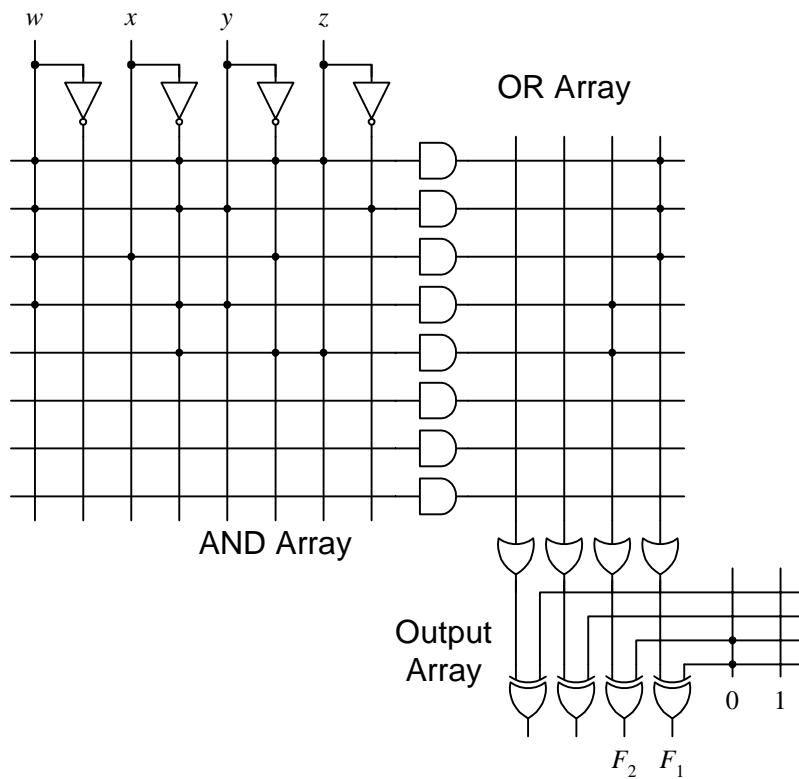 w x y z
OR Array
AND Array
Output
Array
0 1
F2 F1